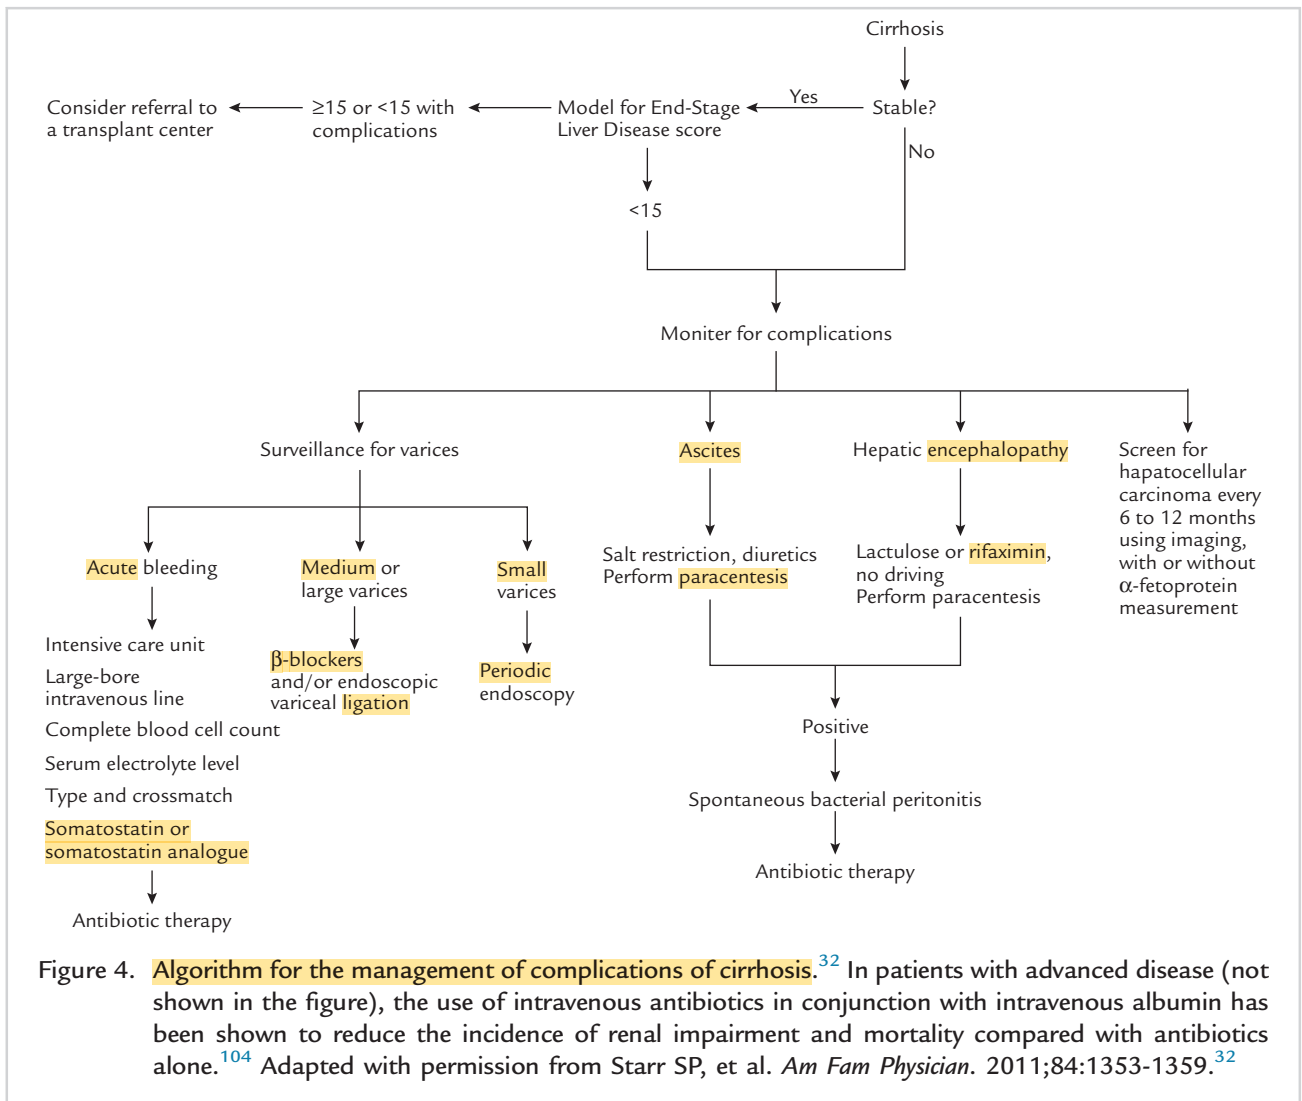 Cirrhosis
Stable?
Yes
No
Model for End-Stage
Liver Disease score
≥15 or <15 with
complications
Consider referral to
a transplant center
<15
Moniter for complications
Surveillance for varices
Acute bleeding
Intensive care unit
Large-bore
intravenous line
Complete blood cell count
Serum electrolyte level
Type and crossmatch
Somatostatin or
somatostatin analogue
Antibiotic therapy
Medium or
large varices
β-blockers
and/or endoscopic
variceal ligation
Small
varices
Periodic
endoscopy
Ascites
Salt restriction, diuretics
Perform paracentesis
Hepatic encephalopathy
Lactulose or rifaximin,
no driving
Perform paracentesis
Positive
Spontaneous bacterial peritonitis
Antibiotic therapy
Screen for
hapatocellular
carcinoma every
6 to 12 months
using imaging,
with or without
α-fetoprotein
measurement
Figure 4. Algorithm for the management of complications of cirrhosis.32 In patients with advanced disease (not
shown in the figure), the use of intravenous antibiotics in conjunction with intravenous albumin has
been shown to reduce the incidence of renal impairment and mortality compared with antibiotics
alone.104 Adapted with permission from Starr SP, et al. Am Fam Physician. 2011;84:1353-1359.32